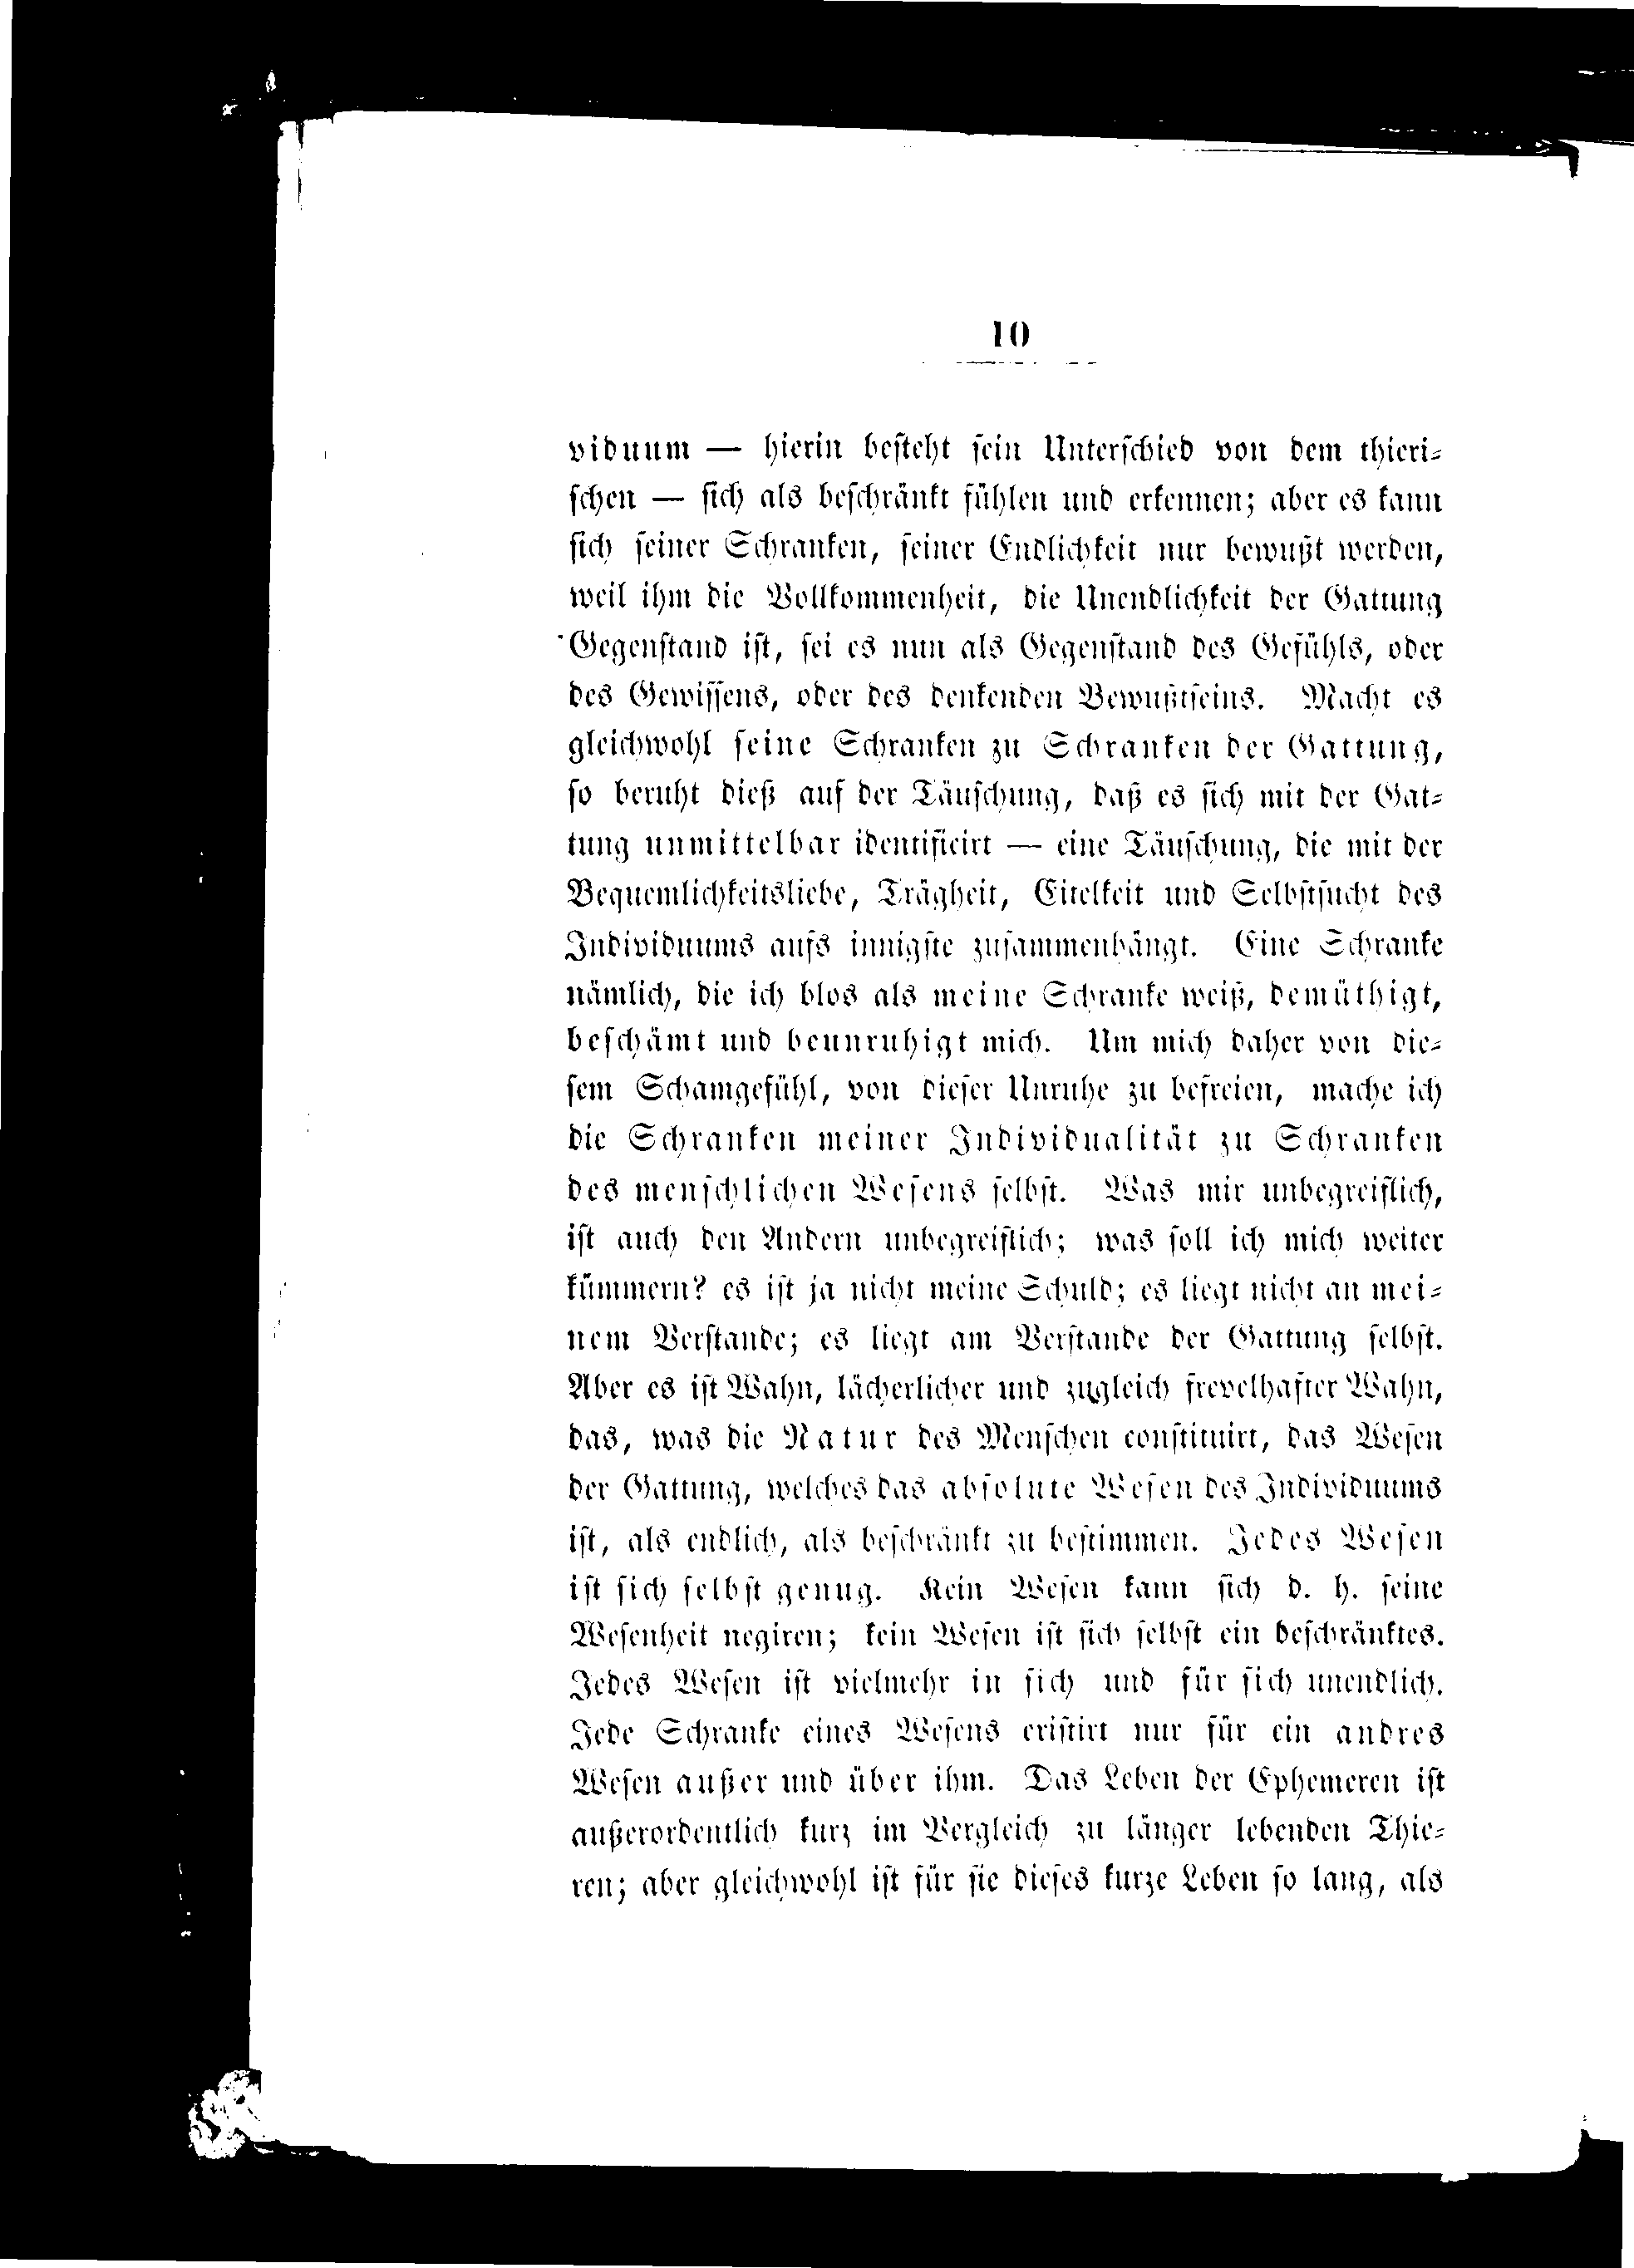 10
viduum — hierin besteht sein Unterschied von dem thieri-
schen — sich als beschränkt fühlen und erkennen; aber es kann
sich seiner Schranken, seiner Endlichkeit nur bewußt werden,
weil ihm die Vollkommenheit, die Unendlichkeit der Gattung
Gegenstand ist, sei es nun als Gegenstand des Gefühls, oder
des Gewissens, oder des denkenden Bewußtseins. Macht es
gleichwohl seine Schranken zu Schranken der Gattung,
so beruht dieß auf der Täuschung, daß es sich mit der Gat-
tung unmittelbar identificirt — eine Täuschung, die mit der
Bequemlichkeitsliebe, Trägheit, Eitelkeit und Selbstsucht des
Individuums aufs innigste zusammenhängt. Eine Schranke
nämlich, die ich blos als meine Schranke weiß, demüthigt,
beschämt und beunruhigt mich. Um mich daher von die-
sem Schamgefühl, von dieser Unruhe zu befreien, mache ich
die Schranken meiner Individualität zu Schranken
des menschlichen Wesens selbst. Was mir unbegreiflich,
ist auch den Andern unbegreiflich; was soll ich mich weiter
kümmern? es ist ja nicht meine Schuld; es liegt nicht an mei-
nem Verstande; es liegt am Verstande der Gattung selbst.
Aber es ist Wahn, lächerlicher und zugleich frevelhafter Wahn,
das, was die Natur des Menschen constituirt, das Wesen
der Gattung, welches das absolute Wesen des Individuums
ist, als endlich, als beschränkt zu bestimmen. Jedes Wesen
ist sich selbst genug. Kein Wesen kann sich d. h. seine
Wesenheit negiren; kein Wesen ist sich selbst ein beschränktes.
Jedes Wesen ist vielmehr in sich und für sich unendlich.
Jede Schranke eines Wesens existirt nur für ein andres
Wesen außer und über ihm. Das Leben der Ephemeren ist
außerordentlich kurz im Vergleich zu länger lebenden Thie-
ren; aber gleichwohl ist für sie dieses kurze Leben so lang, als